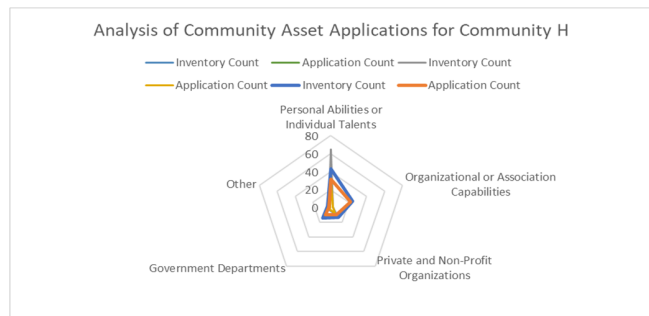 Analysis of Community Asset Applications for Community H
Inventory Count Application Count Inventory Count
Application Count Inventory Count Application Count
Personal Abilities or
Individual Talents
80
60
40
20
0
Organizational or Association
Capabilities
Private and Non-Profit
Organizations
Government Departments
Other